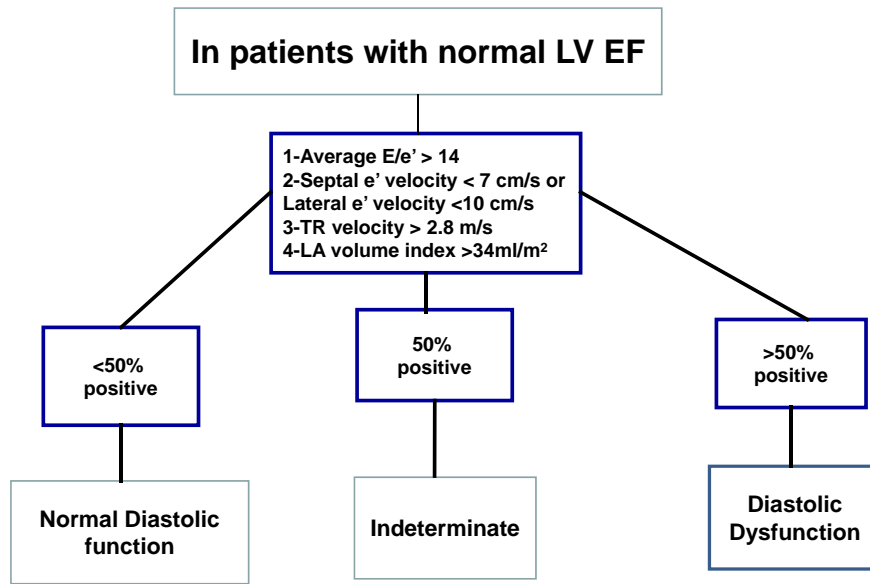 In patients with normal LV EF
1-Average E/e’ > 14
2-Septal e’ velocity < 7 cm/s or
Lateral e’ velocity <10 cm/s
3-TR velocity > 2.8 m/s
4-LA volume index >34ml/m²
<50%
positive
50%
positive
>50%
positive
Normal Diastolic
function
Indeterminate
Diastolic
Dysfunction